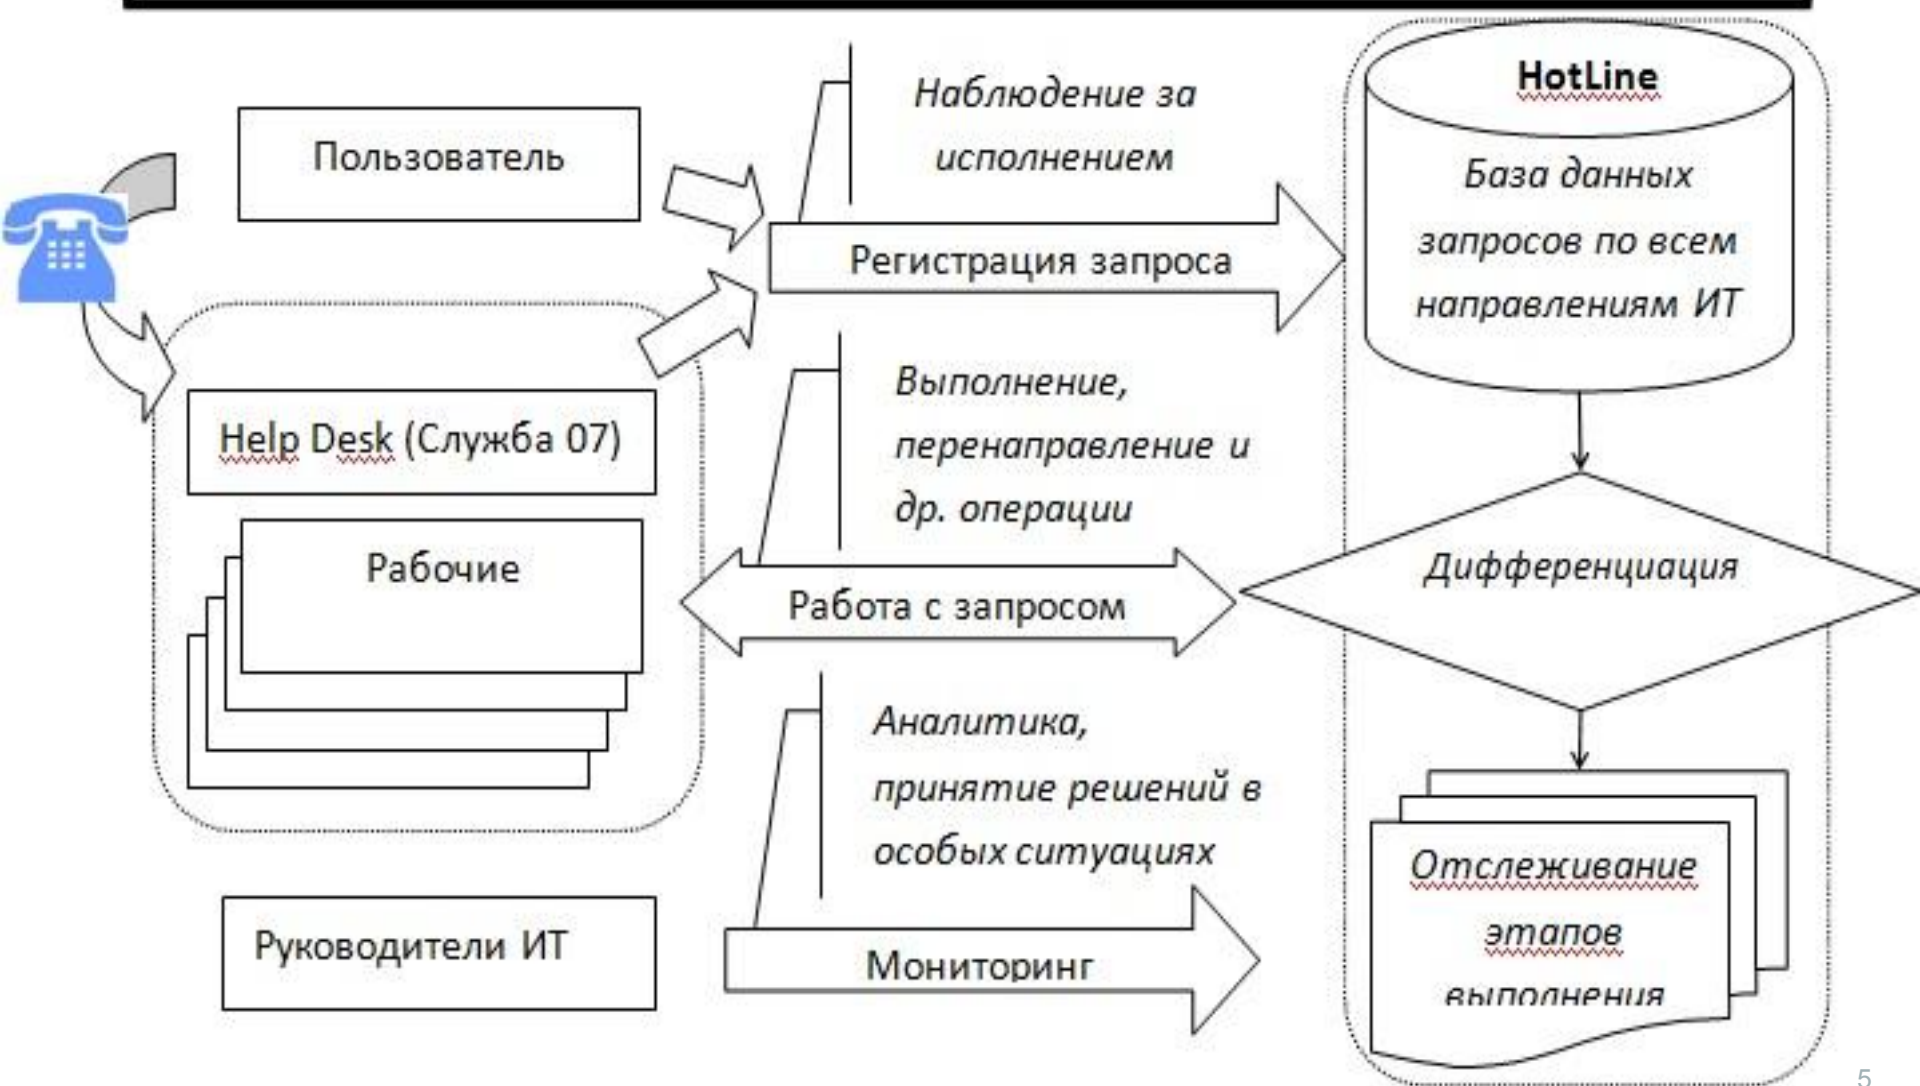 Пользователь
Наблюдение за
исполнением
Регистрация запроса
HotLine
База данных
запросов по всем
направлениям ИТ
Help Desk (Служба 07)
Рабочие
Выполнение,
перенаправление и
др. операции
Работа с запросом
Дифференциация
Аналитика,
принятие решений в
особых ситуациях
Руководители ИТ
Мониторинг
Отслеживание
этапов
выполнения
5